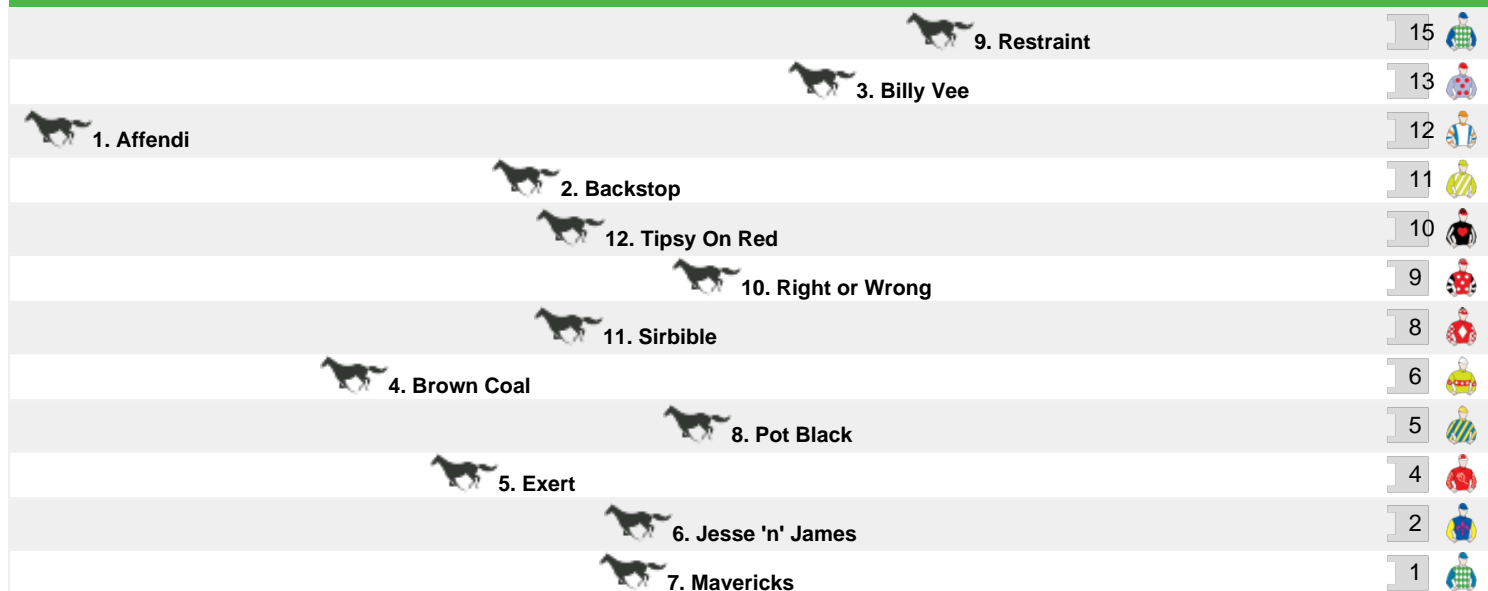 9. Restraint 15
3. Billy Vee 13
1. Affendi 12
2. Backstop 11
12. Tipsy On Red 10
10. Right or Wrong 9
11. Sirbible 8
4. Brown Coal 6
8. Pot Black 5
5. Exert 4
6. Jesse 'n' James 2
7. Mavericks 1